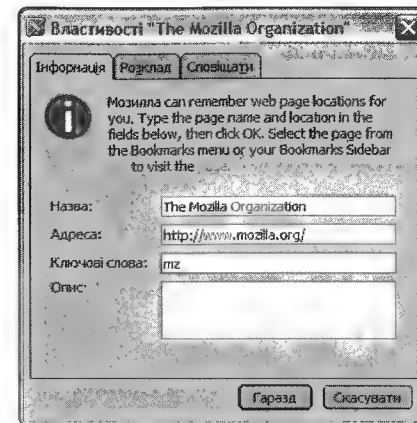 Властивості "The Mozilla Organization"
Інформація Розклад Сповіщати
Мозилла can remember web page locations for
you. Type the page name and location in the
fields below, then click OK. Select the page from
the Bookmarks menu or your Bookmarks Sidebar
to visit the
Назва: The Mozilla Organization
Адреса: http://www.mozilla.org/
Ключові слова: mz
Опис:
Гаразд Скасувати